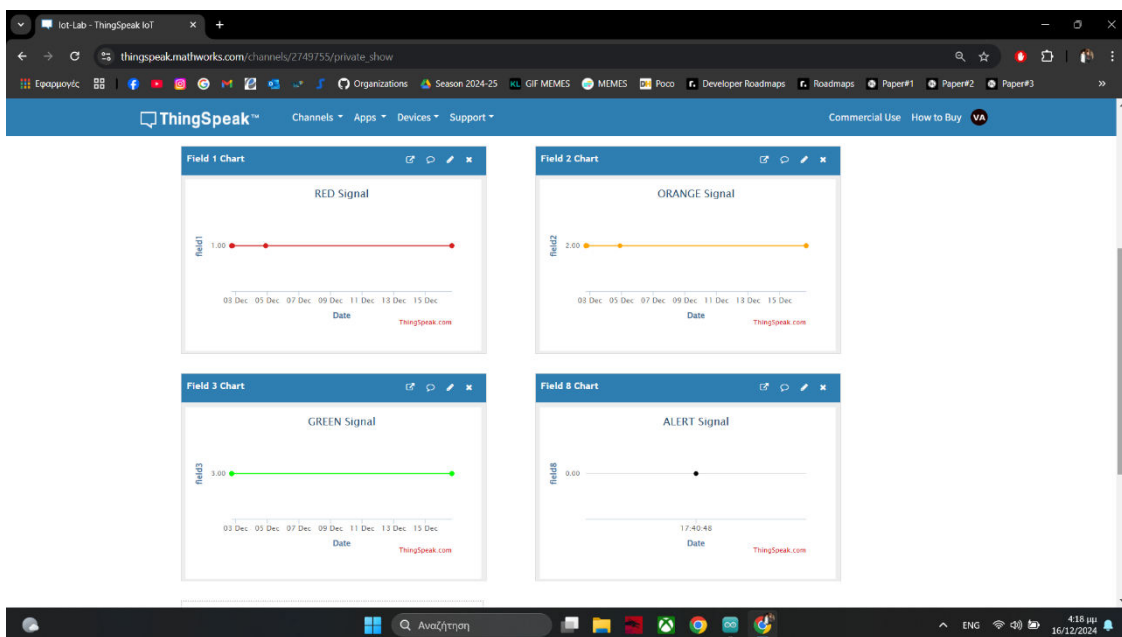 Iot-Lab - ThingSpeak IoT
thingspeak.mathworks.com/channels/2749755/private_show
Εφαρμογές
Organizations
Season 2024-25
KL GIF MEMES
MEMES
Poco
r. Developer Roadmaps
r. Roadmaps
Paper#1
Paper#2
Paper#3
»
ThingSpeak™ Channels Apps Devices Support Commercial Use How to Buy VA
Field 1 Chart
RED Signal
field1
1.00
03 Dec 05 Dec 07 Dec 09 Dec 11 Dec 13 Dec 15 Dec
Date
ThingSpeak.com
Field 2 Chart
ORANGE Signal
field2
2.00
03 Dec 05 Dec 07 Dec 09 Dec 11 Dec 13 Dec 15 Dec
Date
ThingSpeak.com
Field 3 Chart
GREEN Signal
field3
3.00
03 Dec 05 Dec 07 Dec 09 Dec 11 Dec 13 Dec 15 Dec
Date
ThingSpeak.com
Field 8 Chart
ALERT Signal
field8
0.00
17:40:48
Date
ThingSpeak.com
Αναζήτηση
ENG
4:18 μμ
16/12/2024